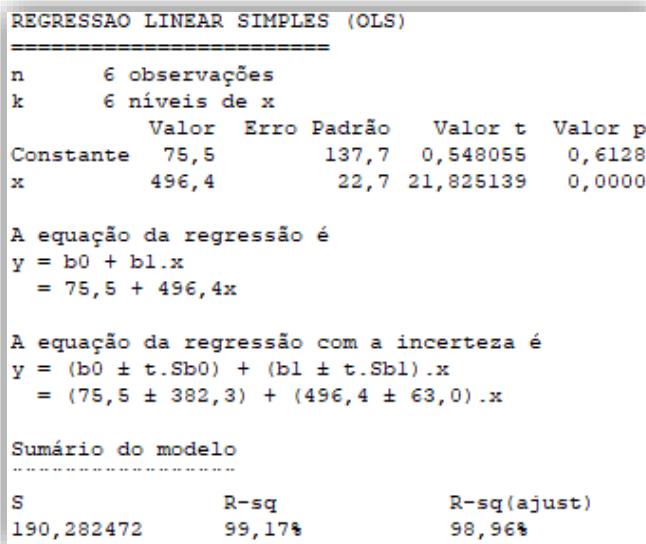 REGRESSAO LINEAR SIMPLES (OLS)
========================
n 6 observações
k 6 níveis de x
Valor Erro Padrão Valor t Valor p
Constante 75,5 137,7 0,548055 0,6128
x 496,4 22,7 21,825139 0,0000
A equação da regressão é
y = b0 + b1.x
= 75,5 + 496,4x
A equação da regressão com a incerteza é
y = (b0 ± t.Sb0) + (b1 ± t.Sb1).x
= (75,5 ± 382,3) + (496,4 ± 63,0).x
Sumário do modelo
-----------------
S R-sq R-sq(ajust)
190,282472 99,17% 98,96%